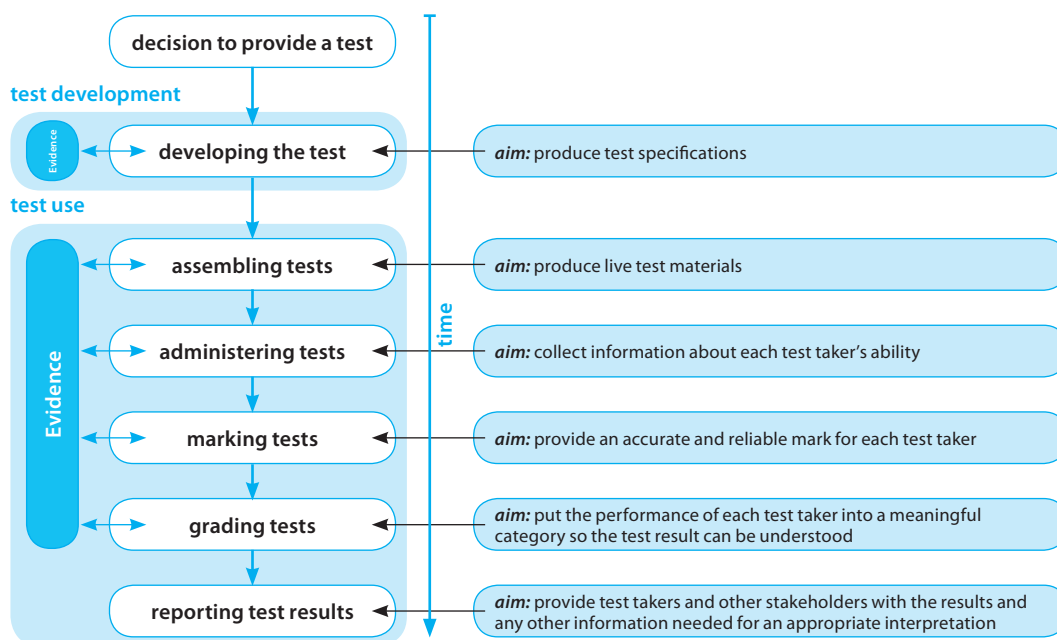 decision to provide a test
test development
Evidence
developing the test
aim: produce test specifications
test use
Evidence
assembling tests
aim: produce live test materials
time
administering tests
aim: collect information about each test taker’s ability
marking tests
aim: provide an accurate and reliable mark for each test taker
grading tests
aim: put the performance of each test taker into a meaningful
category so the test result can be understood
reporting test results
aim: provide test takers and other stakeholders with the results and
any other information needed for an appropriate interpretation